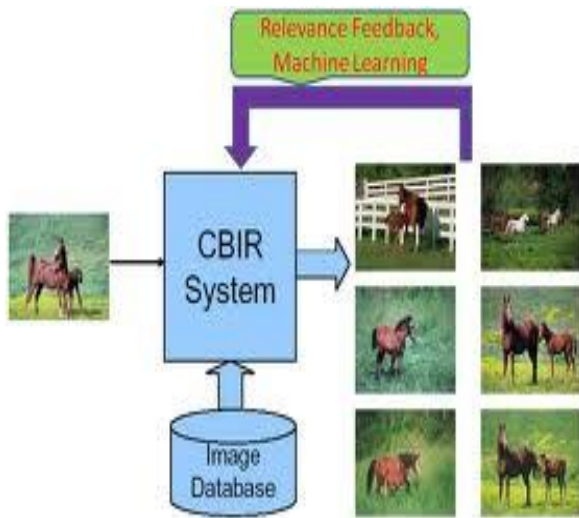 Relevance Feedback,
Machine Learning
CBIR
System
Image
Database